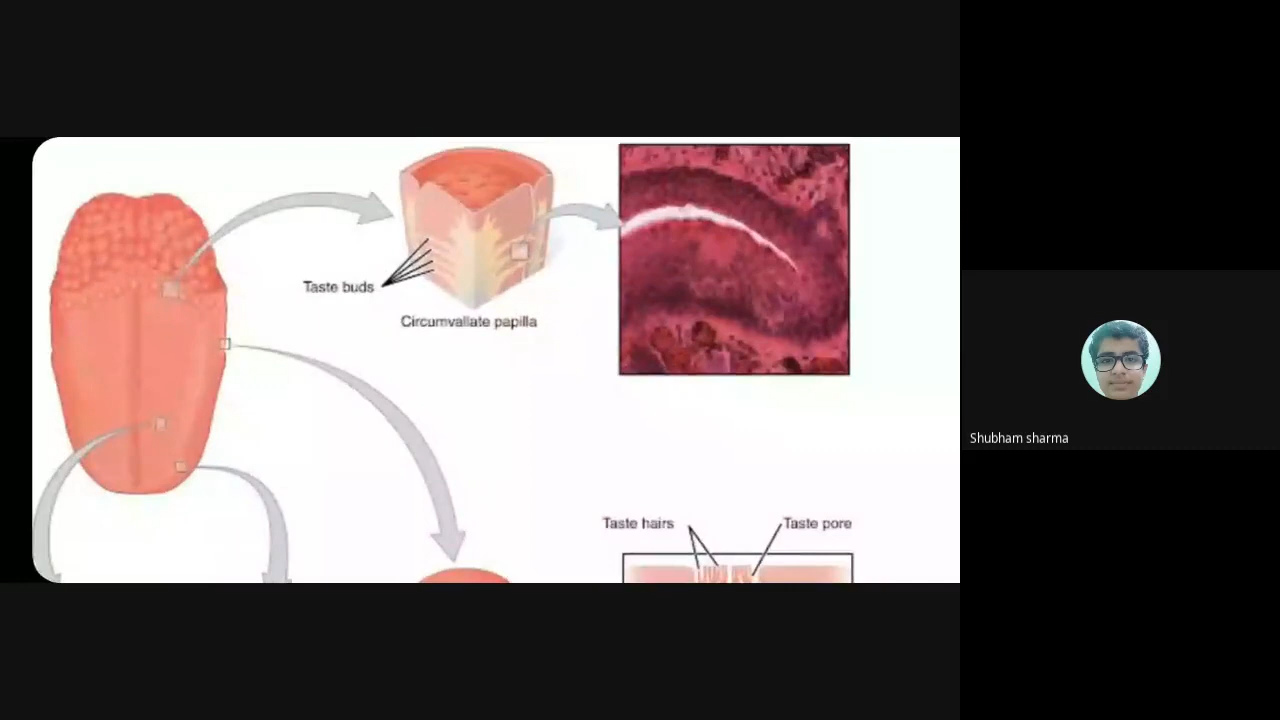 Taste buds
Circumvallate papilla
Shubham sharma
Taste hairs
Taste pore